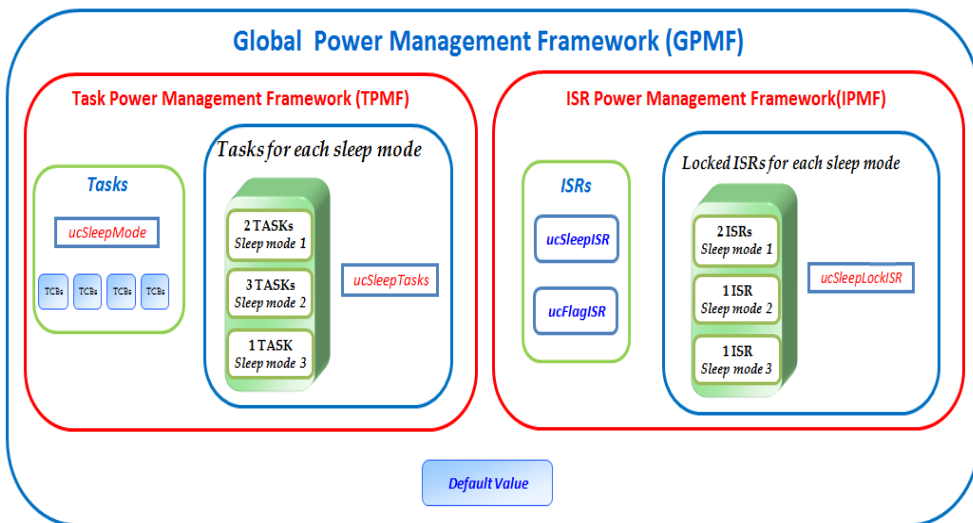 Global Power Management Framework (GPMF)
Task Power Management Framework (TPMF)
Tasks for each sleep mode
Tasks
ucSleepMode
TCBs TCBs TCBs TCBs
2 TASKs
Sleep mode 1
3 TASKs
Sleep mode 2
1 TASK
Sleep mode 3
ucSleepTasks
ISR Power Management Framework(IPMF)
Locked ISRs for each sleep mode
ISRs
ucSleepISR
ucFlagISR
2 ISRs
Sleep mode 1
1 ISR
Sleep mode 2
1 ISR
Sleep mode 3
ucSleepLockISR
Default Value